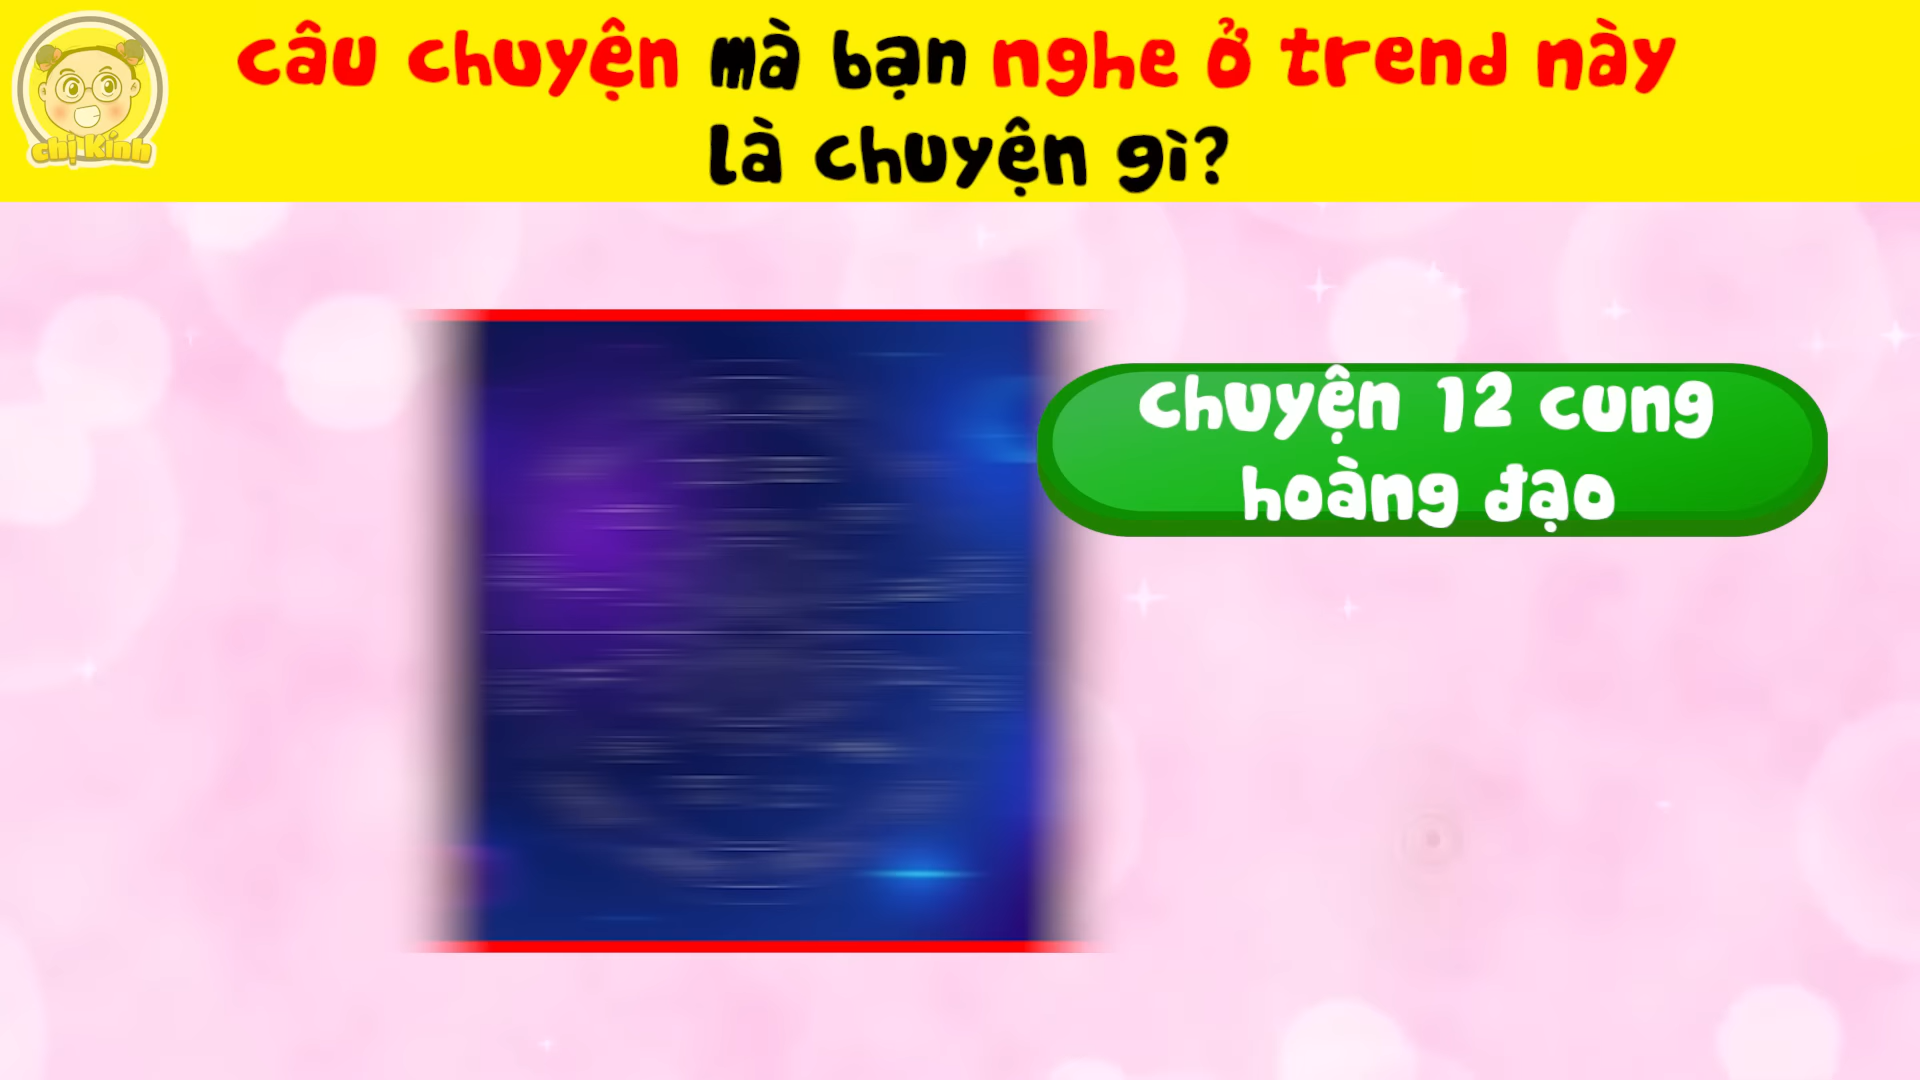 câu chuyện mà bạn nghe ở trend này
là chuyện gì?
chị Kính
chuyện 12 cung
hoàng đạo